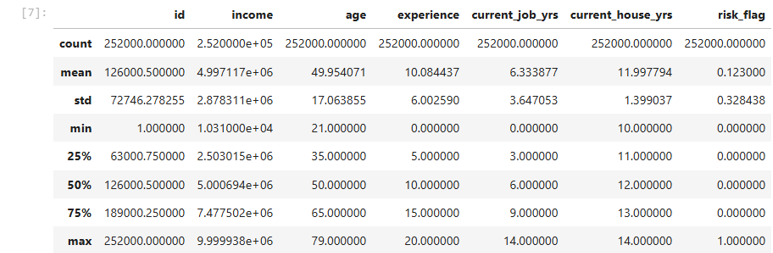 [7]: id income age experience current_job_yrs current_house_yrs risk_flag
count 252000.000000 2.520000e+05 252000.000000 252000.000000 252000.000000 252000.000000 252000.000000
mean 126000.500000 4.997117e+06 49.954071 10.084437 6.333877 11.997794 0.123000
std 72746.278255 2.878311e+06 17.063855 6.002590 3.647053 1.399037 0.328438
min 1.000000 1.031000e+04 21.000000 0.000000 0.000000 10.000000 0.000000
25% 63000.750000 2.503015e+06 35.000000 5.000000 3.000000 11.000000 0.000000
50% 126000.500000 5.000694e+06 50.000000 10.000000 6.000000 12.000000 0.000000
75% 189000.250000 7.477502e+06 65.000000 15.000000 9.000000 13.000000 0.000000
max 252000.000000 9.999938e+06 79.000000 20.000000 14.000000 14.000000 1.000000